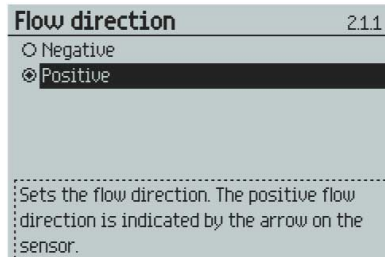 Flow direction 2.1.1
Negative
Positive
Sets the flow direction. The positive flow
direction is indicated by the arrow on the
sensor.